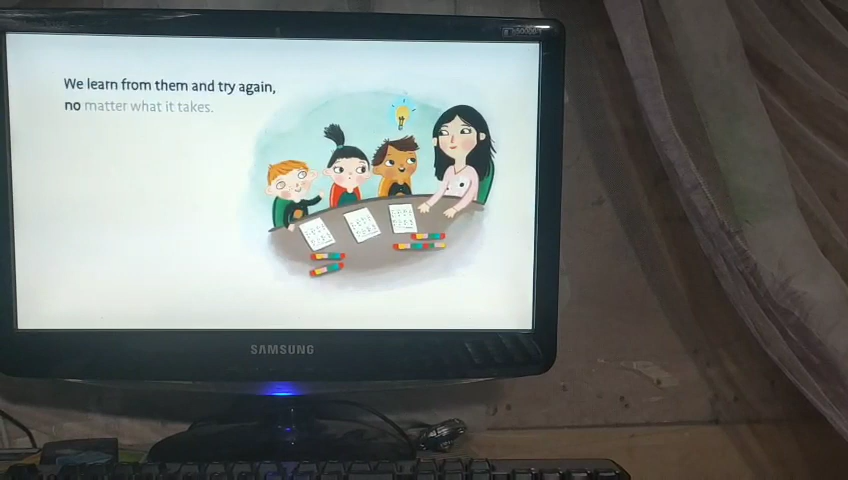 We learn from them and try again,
no matter what it takes.
SAMSUNG